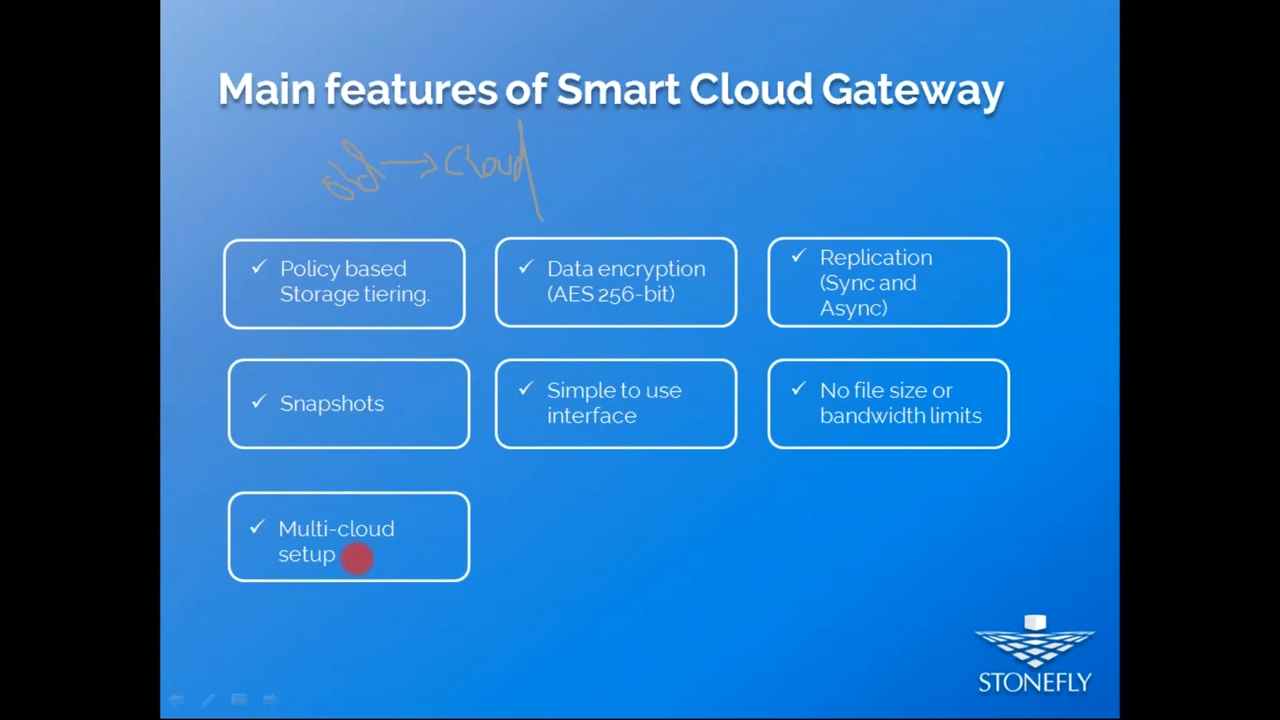 Main features of Smart Cloud Gateway
→ Cloud
✓ Policy based
Storage tiering.
✓ Data encryption
(AES 256-bit)
✓ Replication
(Sync and
Async)
✓ Snapshots
✓ Simple to use
interface
✓ No file size or
bandwidth limits
✓ Multi-cloud
setup
STONEFLY